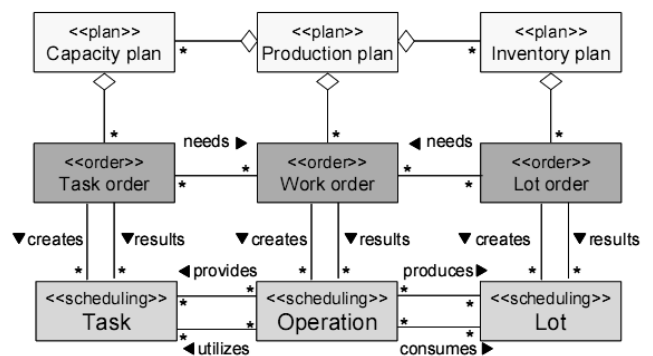 <<plan>>
Capacity plan
*
<<plan>>
Production plan
*
<<plan>>
Inventory plan
*
*
*
needs ▶
◀ needs
<<order>>
Task order
*
*
<<order>>
Work order
*
*
<<order>>
Lot order
▼creates
▼results
▼creates
▼results
▼creates
▼results
*
*
◀ provides
*
*
produces ▶
*
*
<<scheduling>>
Task
*
*
*
*
<<scheduling>>
Operation
*
*
*
*
<<scheduling>>
Lot
◀ utilizes
consumes ▶